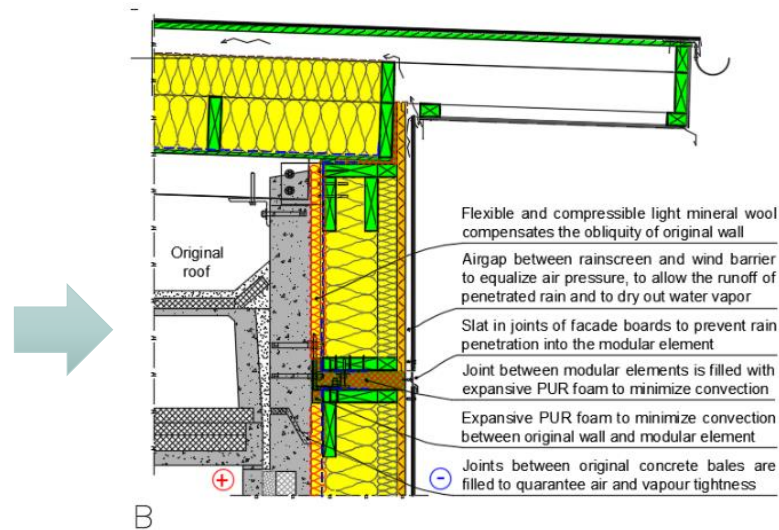 Original
roof
Flexible and compressible light mineral wool
compensates the obliquity of original wall
Airgap between rainscreen and wind barrier
to equalize air pressure, to allow the runoff of
penetrated rain and to dry out water vapor
Slat in joints of facade boards to prevent rain
penetration into the modular element
Joint between modular elements is filled with
expansive PUR foam to minimize convection
Expansive PUR foam to minimize convection
between original wall and modular element
Joints between original concrete bales are
filled to quarantee air and vapour tightness
+
-
B